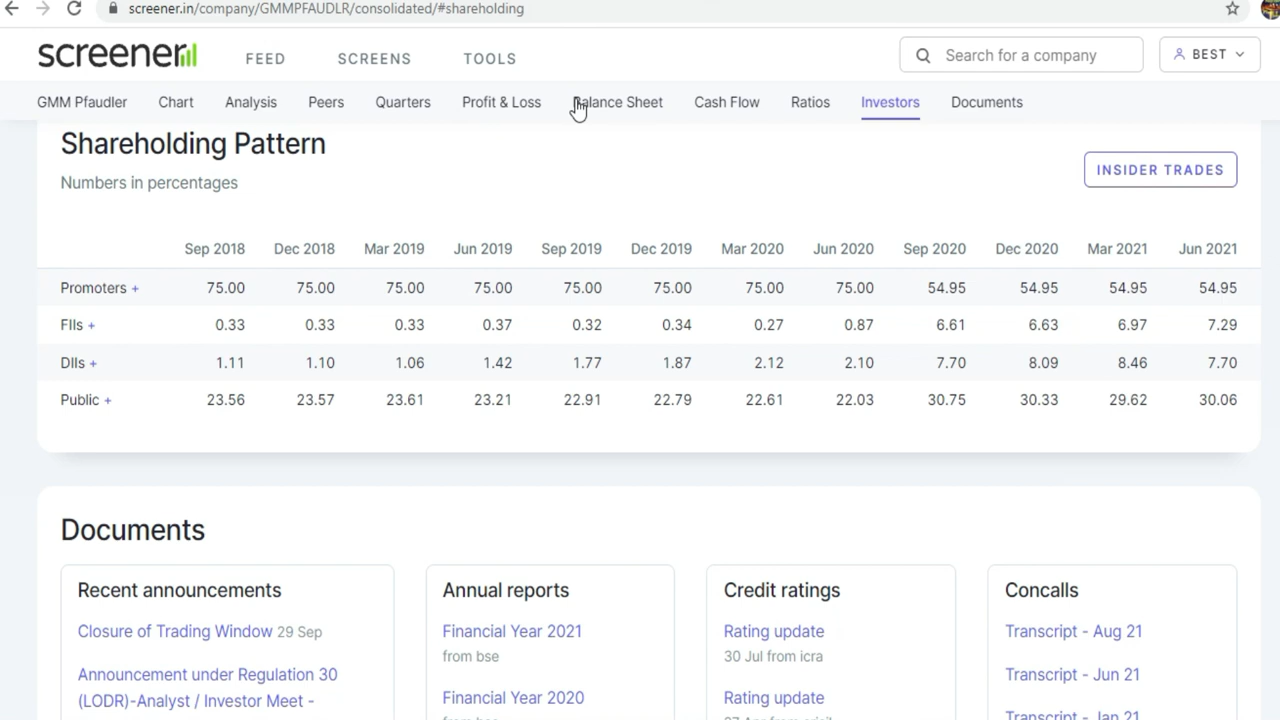 screener.in/company/GMMPFAUDLR/consolidated/#shareholding
screener FEED SCREENS TOOLS Search for a company BEST
GMM Pfaudler Chart Analysis Peers Quarters Profit & Loss Balance Sheet Cash Flow Ratios Investors Documents
Shareholding Pattern
Numbers in percentages
INSIDER TRADES
Sep 2018 Dec 2018 Mar 2019 Jun 2019 Sep 2019 Dec 2019 Mar 2020 Jun 2020 Sep 2020 Dec 2020 Mar 2021 Jun 2021
Promoters + 75.00 75.00 75.00 75.00 75.00 75.00 75.00 75.00 54.95 54.95 54.95 54.95
FIIs + 0.33 0.33 0.33 0.37 0.32 0.34 0.27 0.87 6.61 6.63 6.97 7.29
DIIs + 1.11 1.10 1.06 1.42 1.77 1.87 2.12 2.10 7.70 8.09 8.46 7.70
Public + 23.56 23.57 23.61 23.21 22.91 22.79 22.61 22.03 30.75 30.33 29.62 30.06
Documents
Recent announcements
Closure of Trading Window 29 Sep
Announcement under Regulation 30
(LODR)-Analyst / Investor Meet -
Annual reports
Financial Year 2021
from bse
Financial Year 2020
Credit ratings
Rating update
30 Jul from icra
Rating update
Concalls
Transcript - Aug 21
Transcript - Jun 21
Transcript - Jan 21